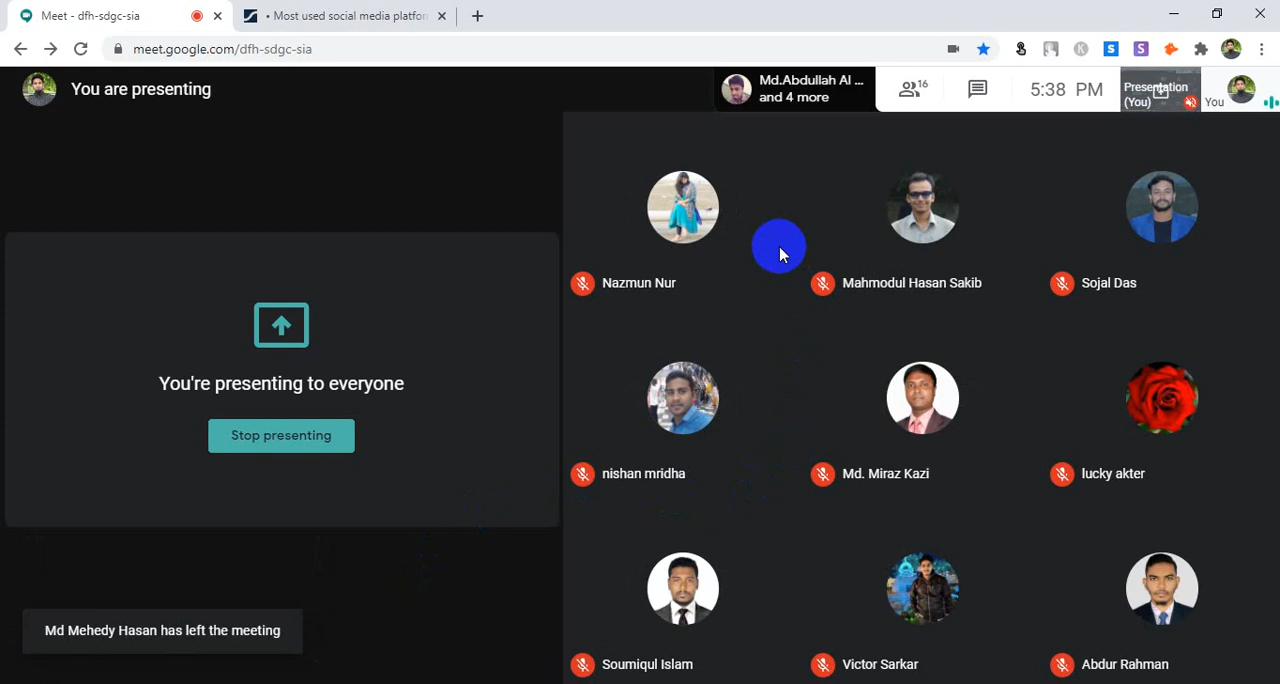 Meet - dfh-sdgc-sia
• Most used social media platfor
meet.google.com/dfh-sdgc-sia
You are presenting
Md.Abdullah Al ...
and 4 more
16
5:38 PM
Presentation
(You)
You
Nazmun Nur
Mahmodul Hasan Sakib
Sojal Das
You're presenting to everyone
Stop presenting
nishan mridha
Md. Miraz Kazi
lucky akter
Md Mehedy Hasan has left the meeting
Soumiqul Islam
Victor Sarkar
Abdur Rahman